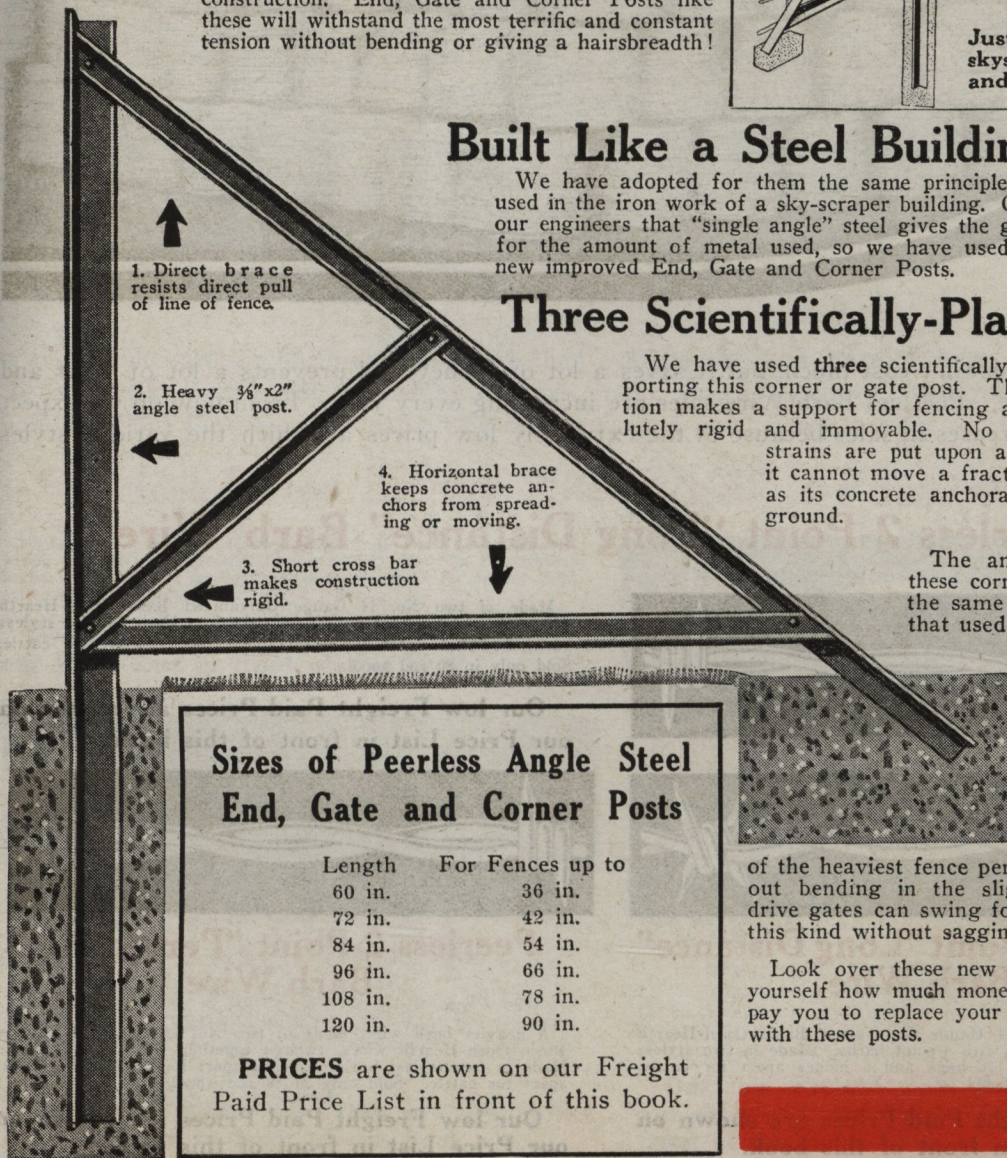 construction. End, Gate and Corner Posts like
these will withstand the most terrific and constant
tension without bending or giving a hairsbreadth!
Jus
skys
and
Built Like a Steel Buildin
We have adopted for them the same principle
used in the iron work of a sky-scraper building.
our engineers that "single angle" steel gives the g
for the amount of metal used, so we have used
new improved End, Gate and Corner Posts.
1. Direct brace
resists direct pull
of line of fence.
Three Scientifically-Pla
We have used three scientifically
porting this corner or gate post. Th
tion makes a support for fencing a
lutely rigid and immovable. No
strains are put upon a
it cannot move a fract
as its concrete anchora
ground.
2. Heavy ⅜"x2"
angle steel post.
4. Horizontal brace
keeps concrete an-
chors from spread-
ing or moving.
3. Short cross bar
makes construction
rigid.
The an
these corn
the same
that used
Sizes of Peerless Angle Steel
End, Gate and Corner Posts
Length For Fences up to
60 in. 36 in.
72 in. 42 in.
84 in. 54 in.
96 in. 66 in.
108 in. 78 in.
120 in. 90 in.
PRICES are shown on our Freight
Paid Price List in front of this book.
of the heaviest fence per
out bending in the slig
drive gates can swing fo
this kind without saggin
Look over these new
yourself how much mone
pay you to replace your
with these posts.